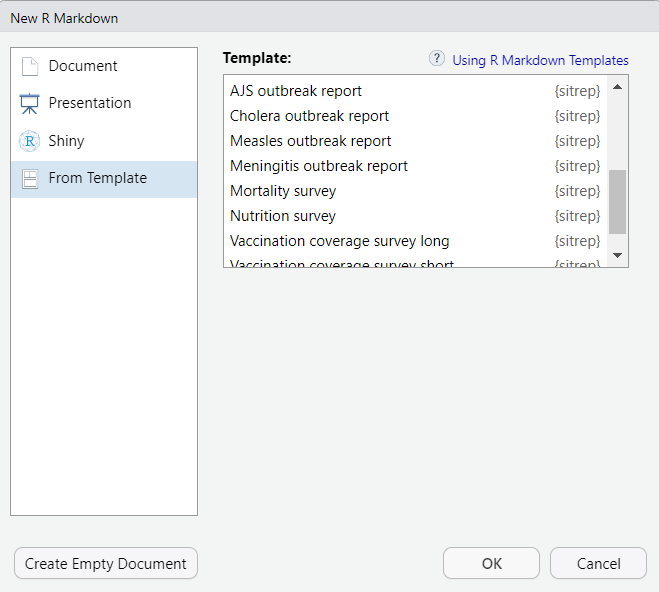 New R Markdown
Document
Presentation
R Shiny
From Template
Template:
? Using R Markdown Templates
AJS outbreak report {sitrep}
Cholera outbreak report {sitrep}
Measles outbreak report {sitrep}
Meningitis outbreak report {sitrep}
Mortality survey {sitrep}
Nutrition survey {sitrep}
Vaccination coverage survey long {sitrep}
Vaccination coverage survey short {sitrep}
Create Empty Document
OK
Cancel